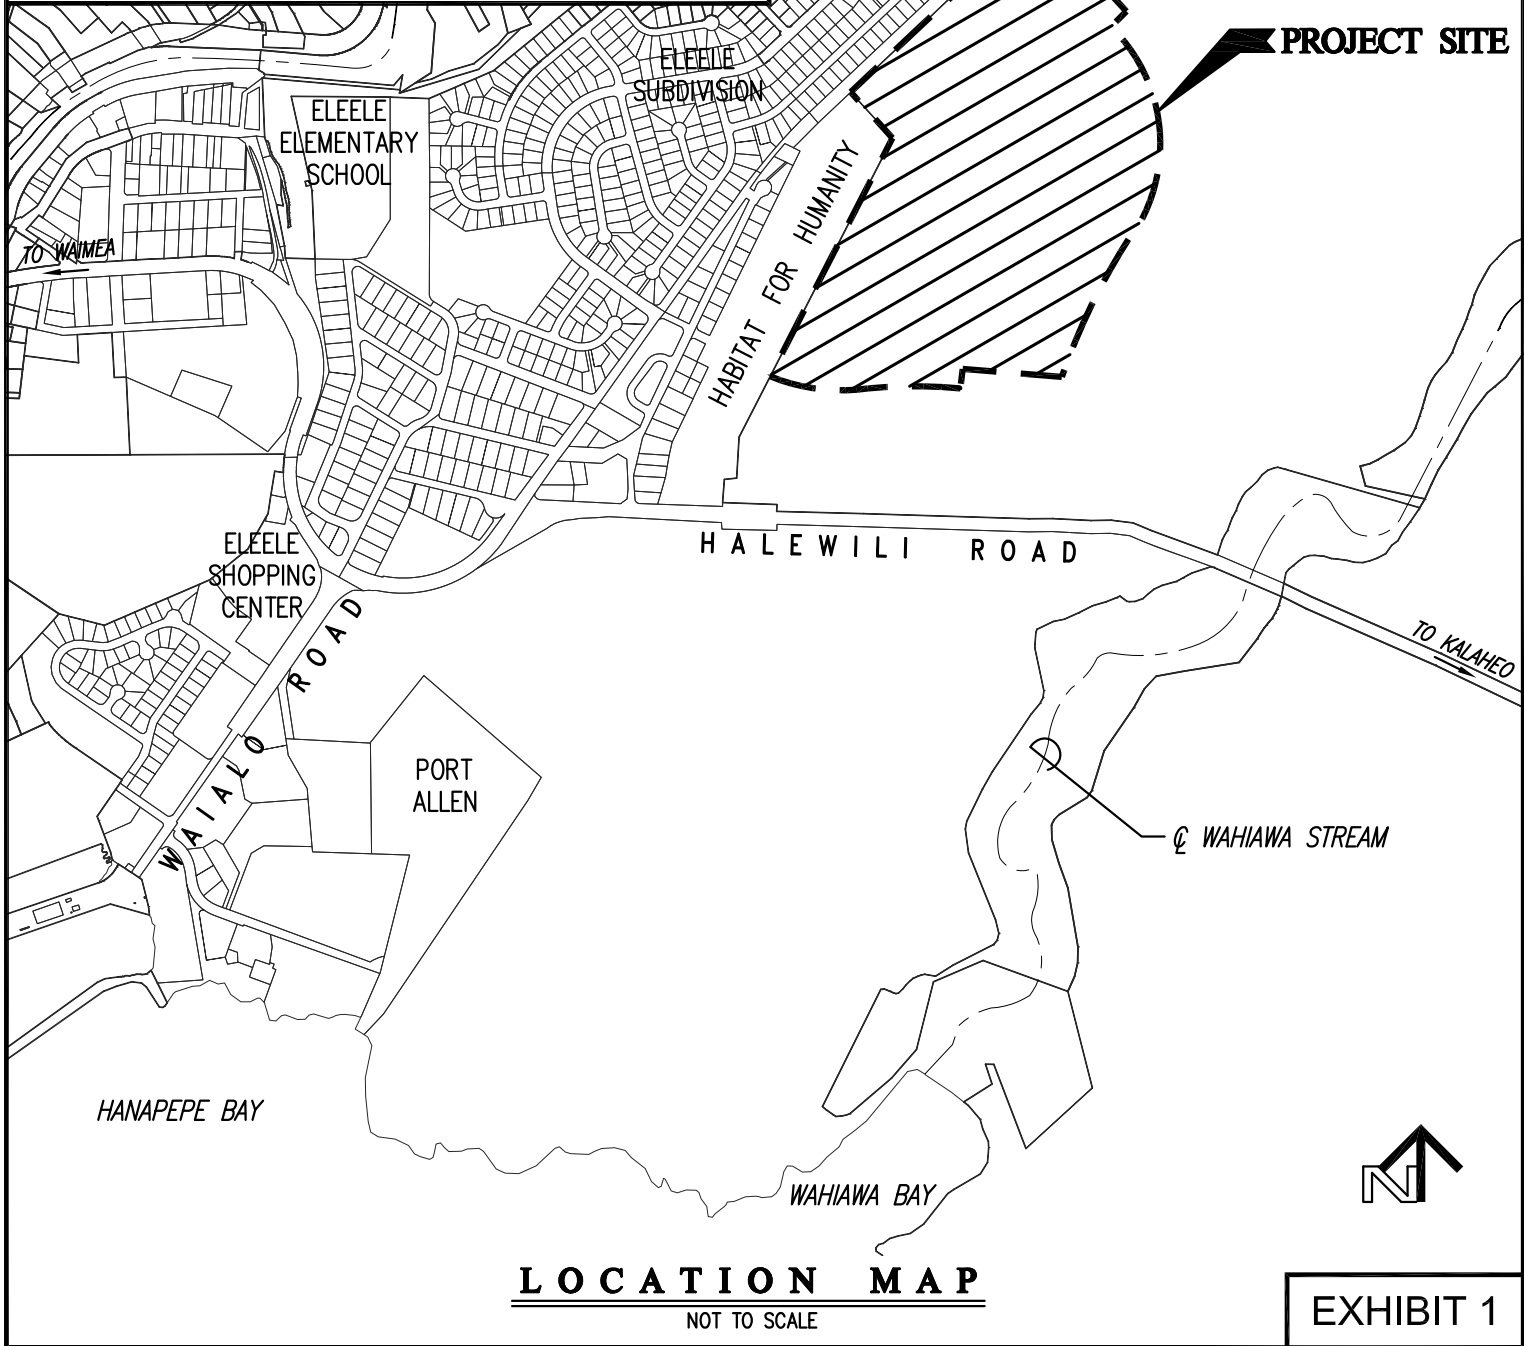 PROJECT SITE
ELEELE
SUBDIVISION
ELEELE
ELEMENTARY
SCHOOL
HABITAT FOR HUMANITY
TO WAIMEA
HALEWILI ROAD
ELEELE
SHOPPING
CENTER
WAIALO ROAD
TO KALAHEO
PORT
ALLEN
℄ WAHIAWA STREAM
HANAPEPE BAY
WAHIAWA BAY
N
LOCATION MAP
NOT TO SCALE
EXHIBIT 1